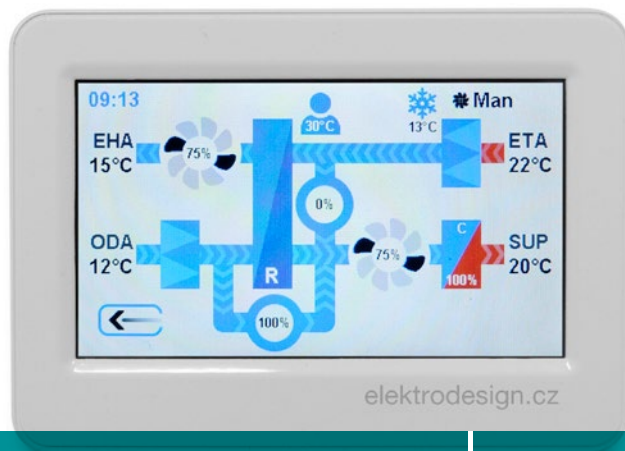 09:13
30°C
13°C
Man
EHA
15°C
75%
ETA
22°C
0%
ODA
12°C
R
75%
C
100%
SUP
20°C
100%
elektrodesign.cz